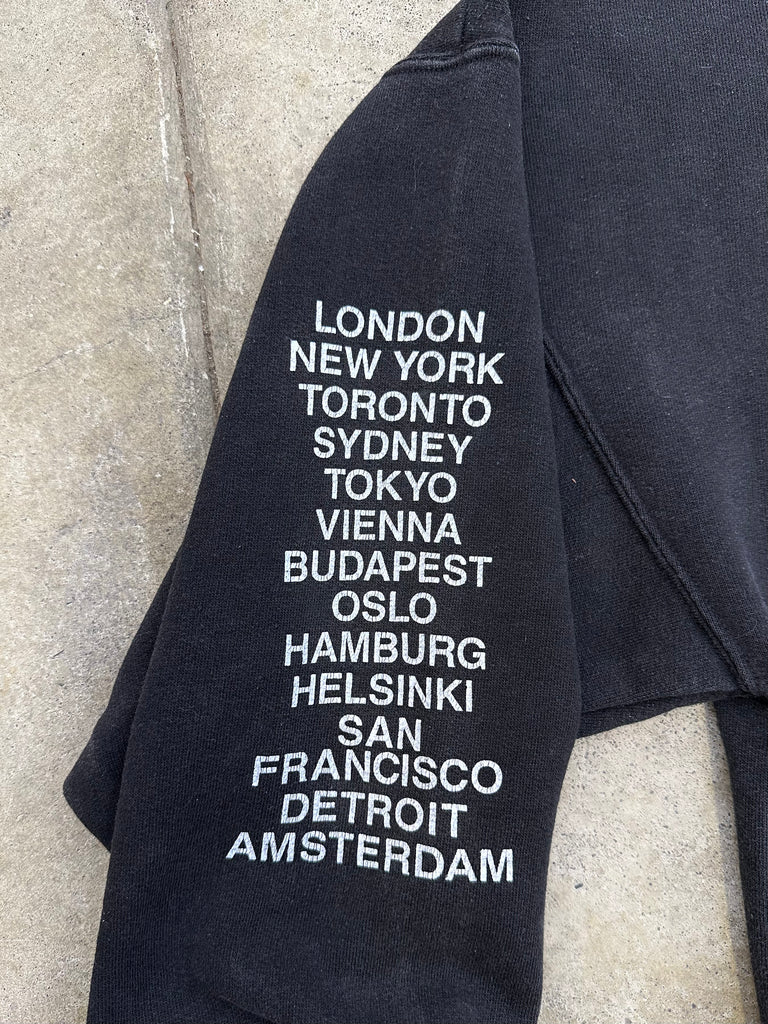 LONDON
NEW YORK
TORONTO
SYDNEY
TOKYO
VIENNA
BUDAPEST
OSLO
HAMBURG
HELSINKI
SAN
FRANCISCO
DETROIT
AMSTERDAM